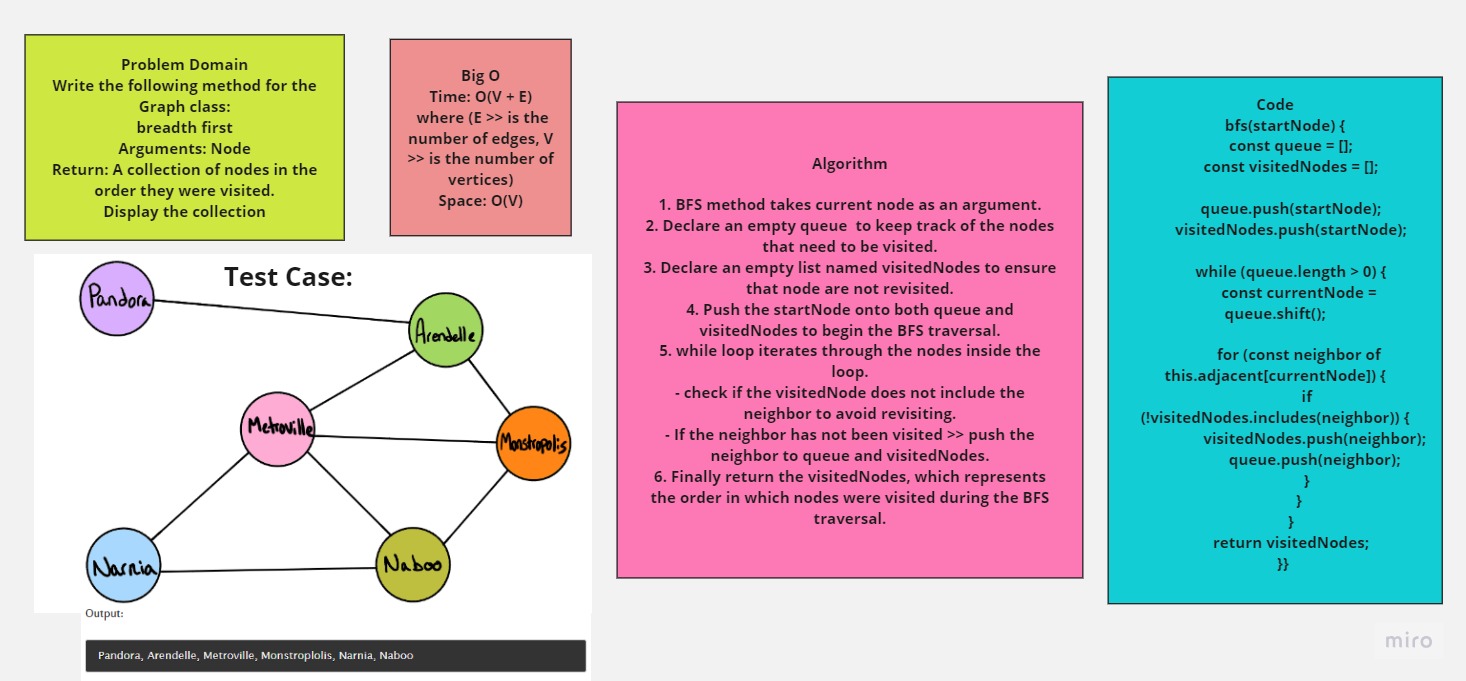 Problem Domain
Write the following method for the
Graph class:
breadth first
Arguments: Node
Return: A collection of nodes in the
order they were visited.
Display the collection
Big O
Time: O(V + E)
where (E >> is the
number of edges, V
>> is the number of
vertices)
Space: O(V)
Test Case:
Pandora
Arendelle
Metroville
Monstropolis
Narnia
Naboo
Output:
Pandora, Arendelle, Metroville, Monstroplolis, Narnia, Naboo
Algorithm
1. BFS method takes current node as an argument.
2. Declare an empty queue  to keep track of the nodes
that need to be visited.
3. Declare an empty list named visitedNodes to ensure
that node are not revisited.
4. Push the startNode onto both queue and
visitedNodes to begin the BFS traversal.
5. while loop iterates through the nodes inside the
loop.
- check if the visitedNode does not include the
neighbor to avoid revisiting.
- If the neighbor has not been visited >> push the
neighbor to queue and visitedNodes.
6. Finally return the visitedNodes, which represents
the order in which nodes were visited during the BFS
traversal.
Code
bfs(startNode) {
const queue = [];
const visitedNodes = [];
queue.push(startNode);
visitedNodes.push(startNode);
while (queue.length > 0) {
const currentNode =
queue.shift();
for (const neighbor of
this.adjacent[currentNode]) {
if
(!visitedNodes.includes(neighbor)) {
visitedNodes.push(neighbor);
queue.push(neighbor);
}
}
}
return visitedNodes;
}}
miro